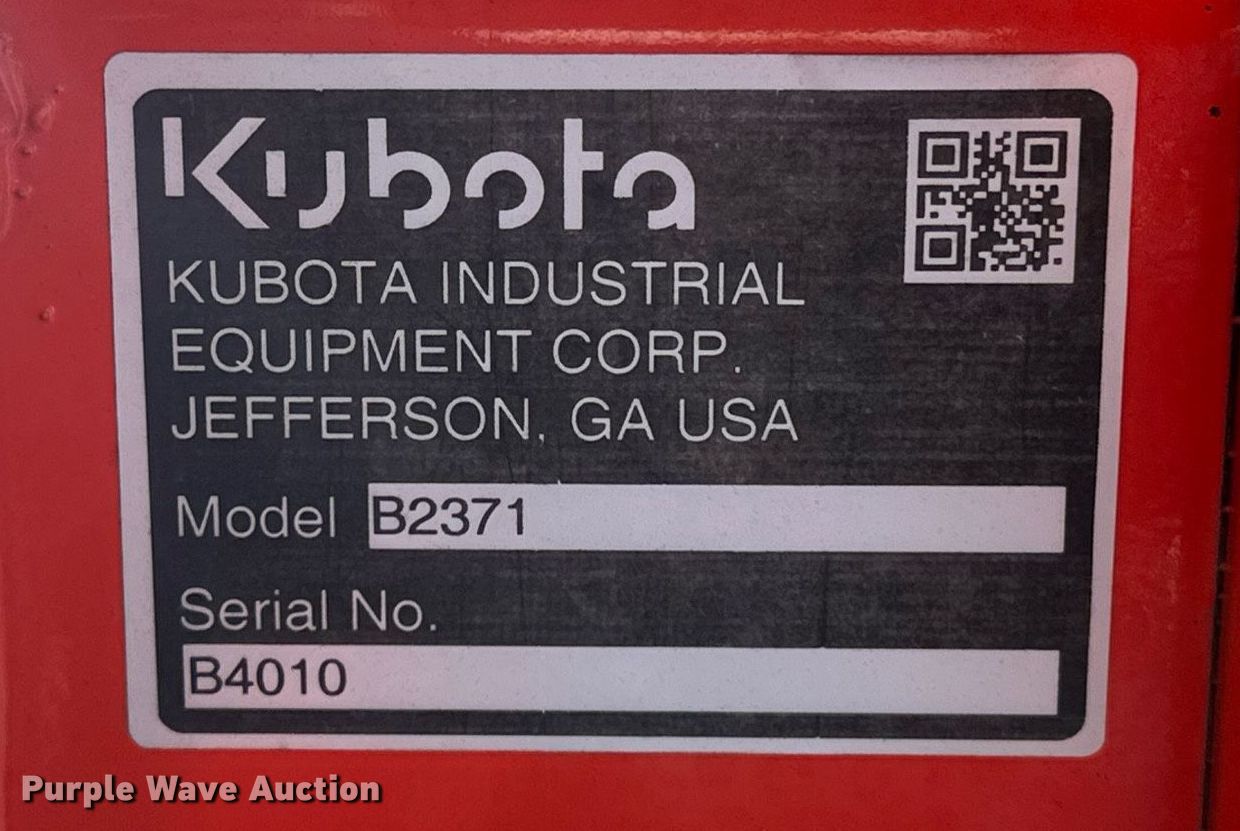 Kubota
KUBOTA INDUSTRIAL
EQUIPMENT CORP.
JEFFERSON, GA USA
Model B2371
Serial No.
B4010
Purple Wave Auction